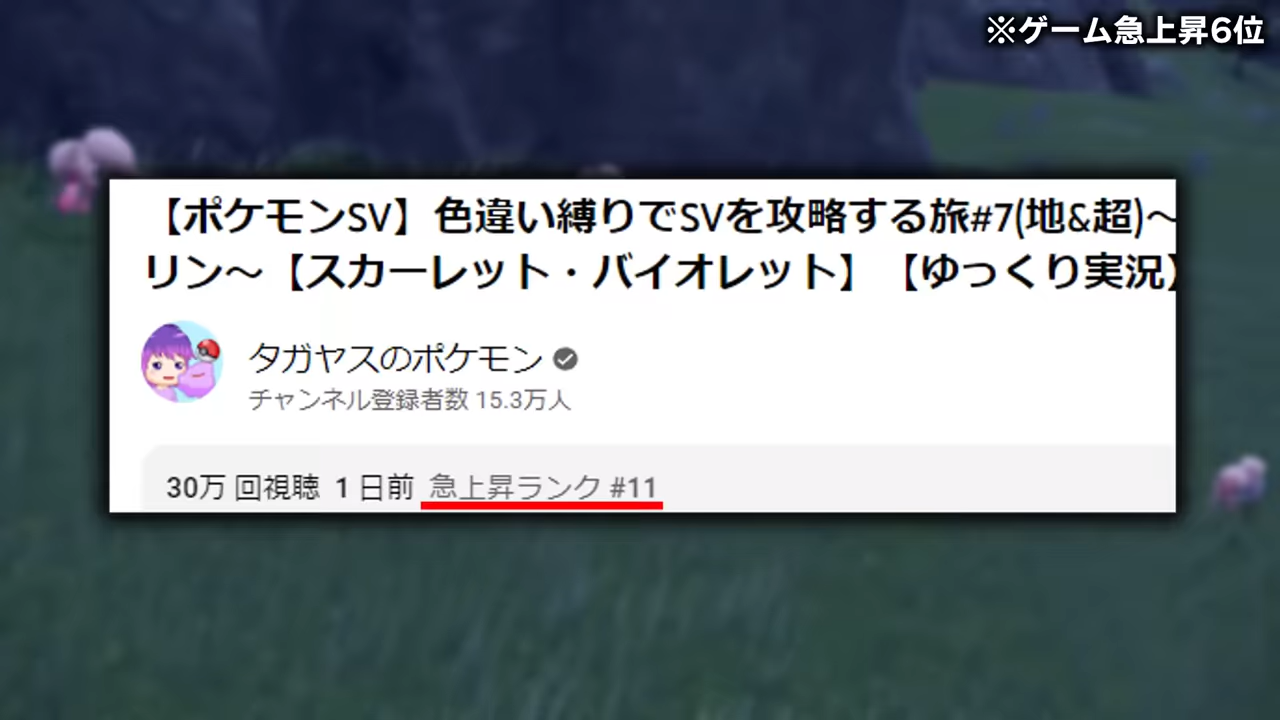 ※ゲーム急上昇6位
【ポケモンSV】色違い縛りでSVを攻略する旅#7(地&超)～
リン～【スカーレット・バイオレット】【ゆっくり実況】
タガヤスのポケモン
チャンネル登録者数 15.3万人
30万 回視聴 1 日前 急上昇ランク #11